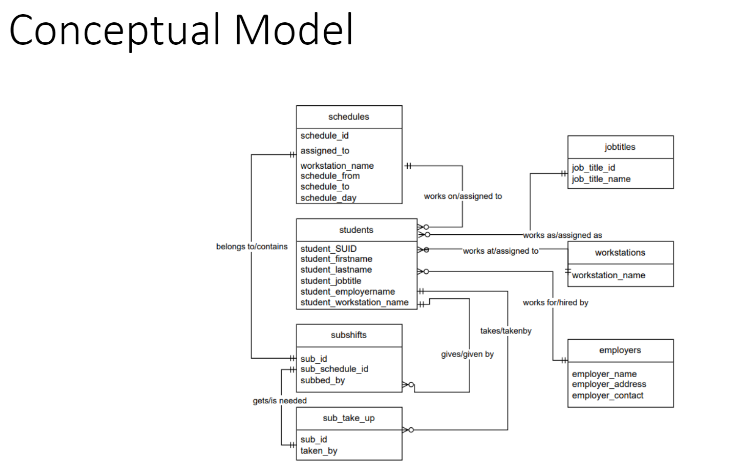 Conceptual Model
schedules
schedule_id
assigned_to
workstation_name
schedule_from
schedule_to
schedule_day
jobtitles
job_title_id
job_title_name
works on/assigned to
students
student_SUID
student_firstname
student_lastname
student_jobtitle
student_employername
student_workstation_name
works as/assigned as
belongs to/contains
works at/assigned to
workstations
workstation_name
works for/hired by
takes/takenby
subshifts
sub_id
sub_schedule_id
subbed_by
gives/given by
employers
employer_name
employer_address
employer_contact
gets/is needed
sub_take_up
sub_id
taken_by